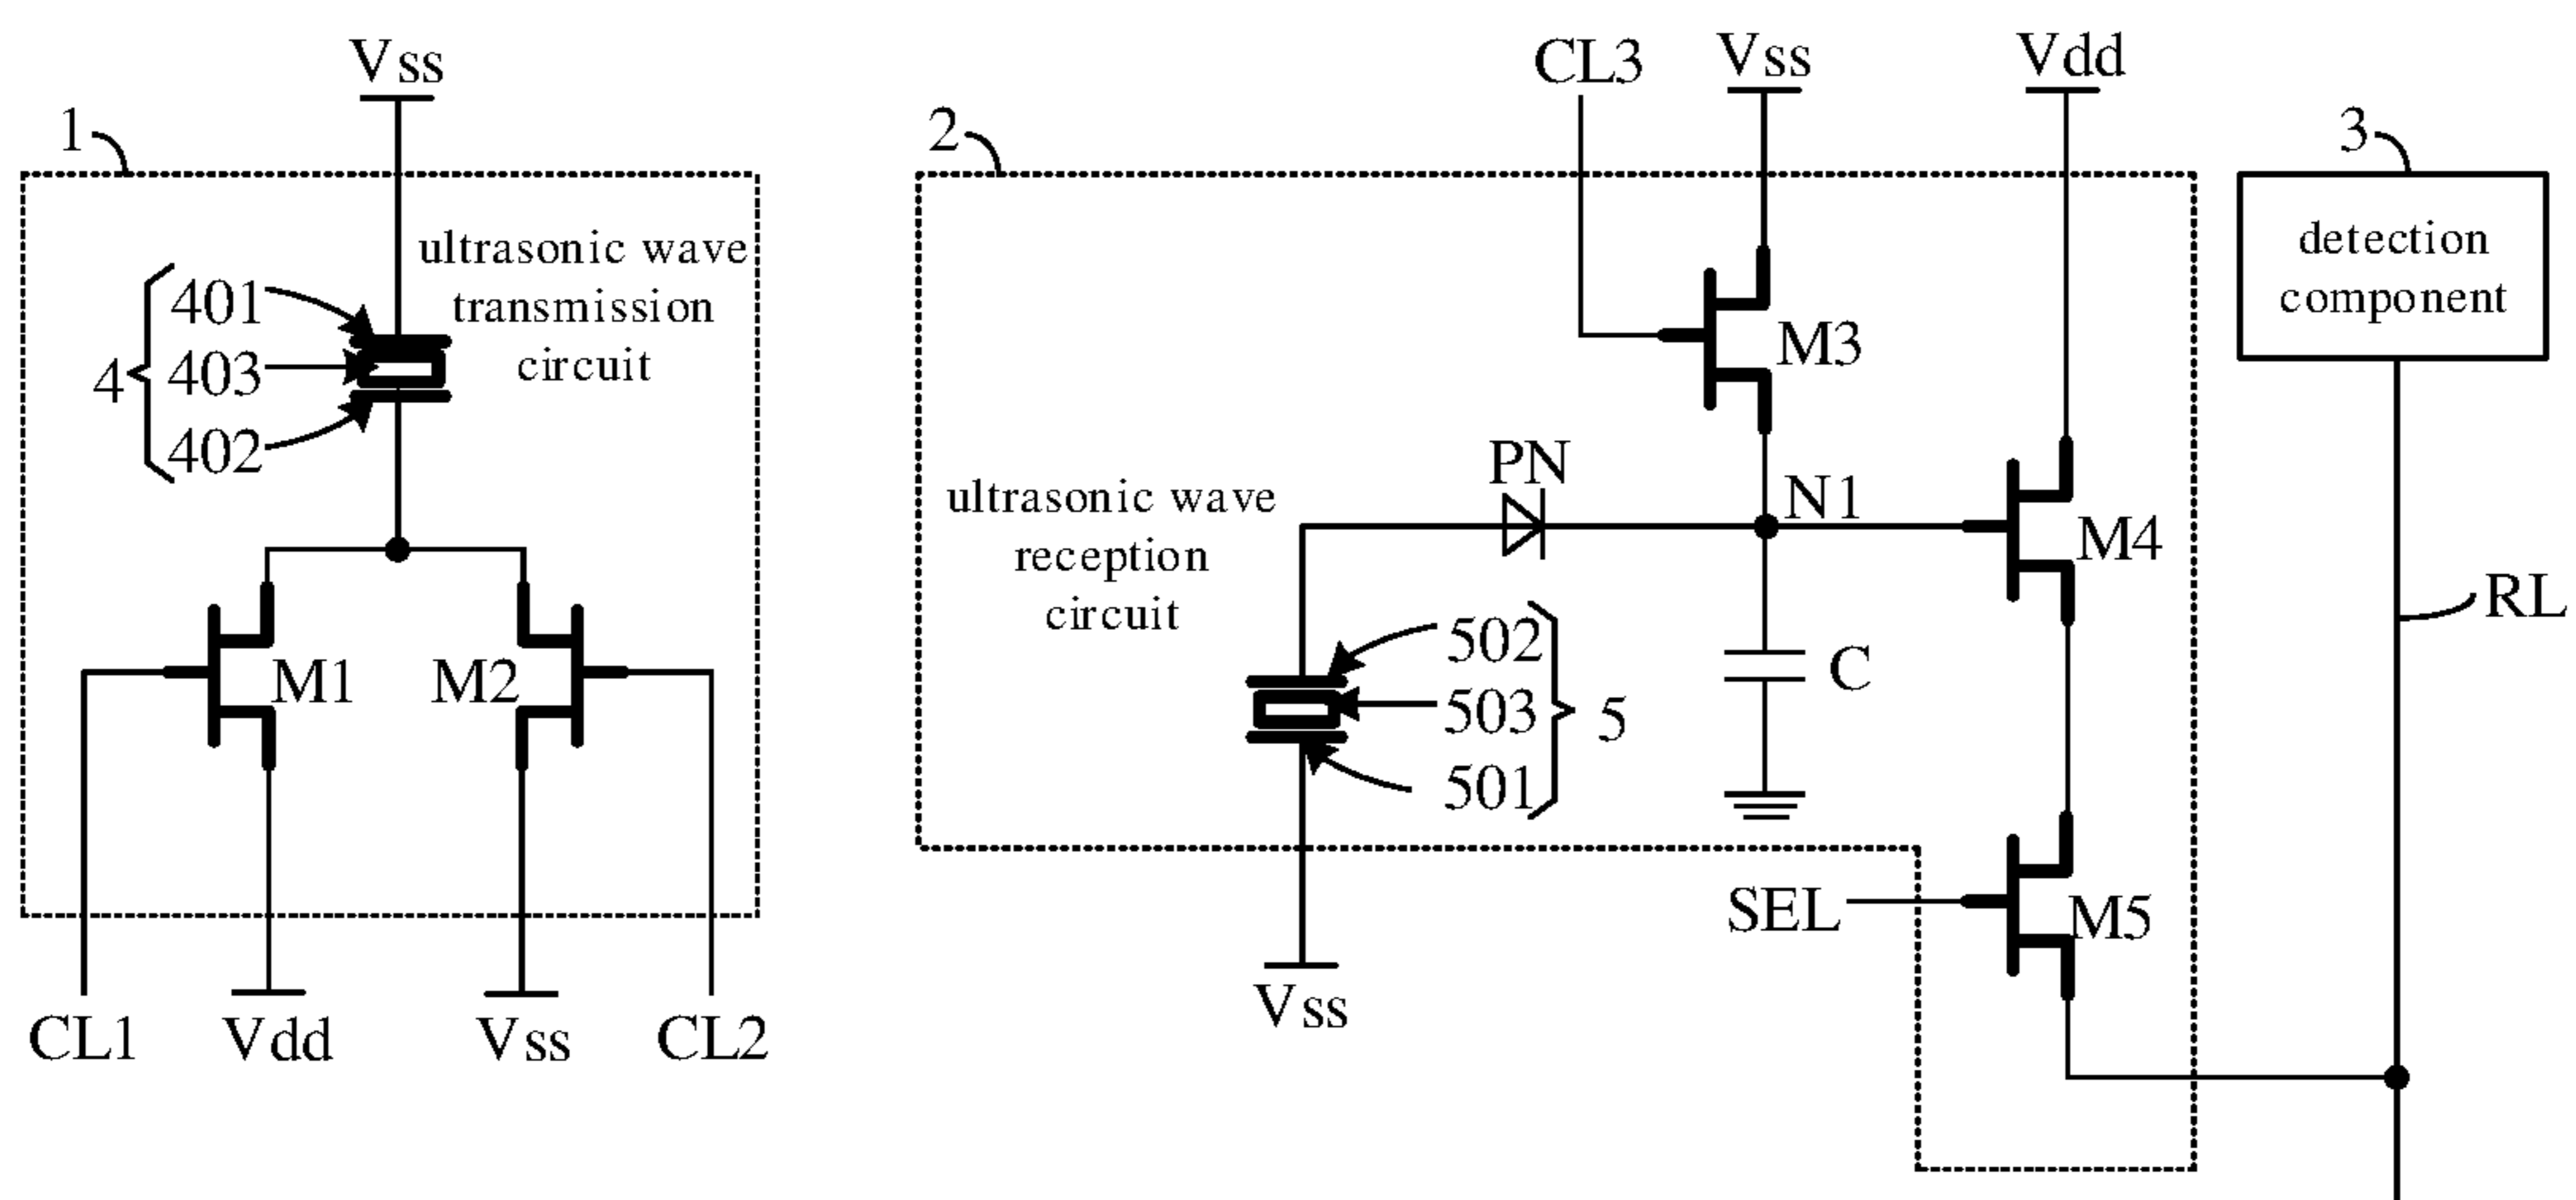 Vss
1
ultrasonic wave
transmission
circuit
401
403
402
4
M1
M2
CL1
Vdd
Vss
CL2
CL3
Vss
Vdd
2
M3
PN
N1
M4
ultrasonic wave
reception
circuit
502
503
501
5
C
SEL
M5
Vss
3
detection
component
RL